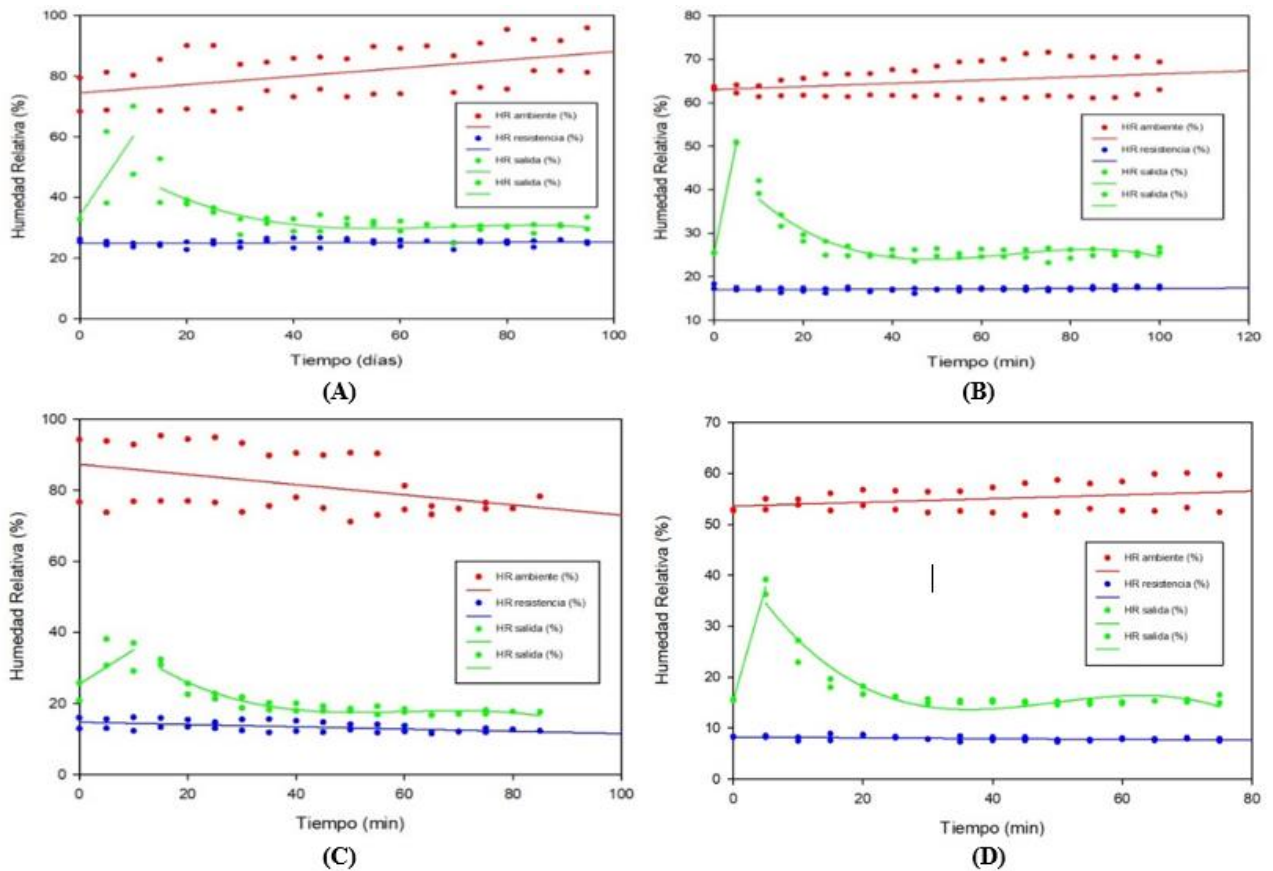 100
80
60
40
20
0
Humedad Relativa (%)
HR ambiente (%)
HR resistencia (%)
HR salida (%)
HR salida (%)
0 20 40 60 80 100
Tiempo (días)
(A)
80
70
60
50
40
30
20
10
Humedad Relativa (%)
HR ambiente (%)
HR resistencia (%)
HR salida (%)
HR salida (%)
0 20 40 60 80 100 120
Tiempo (min)
(B)
100
80
60
40
20
0
Humedad Relativa (%)
HR ambiente (%)
HR resistencia (%)
HR salida (%)
HR salida (%)
0 20 40 60 80 100
Tiempo (min)
(C)
70
60
50
40
30
20
10
0
Humedad Relativa (%)
HR ambiente (%)
HR resistencia (%)
HR salida (%)
HR salida (%)
0 20 40 60 80
Tiempo (min)
(D)